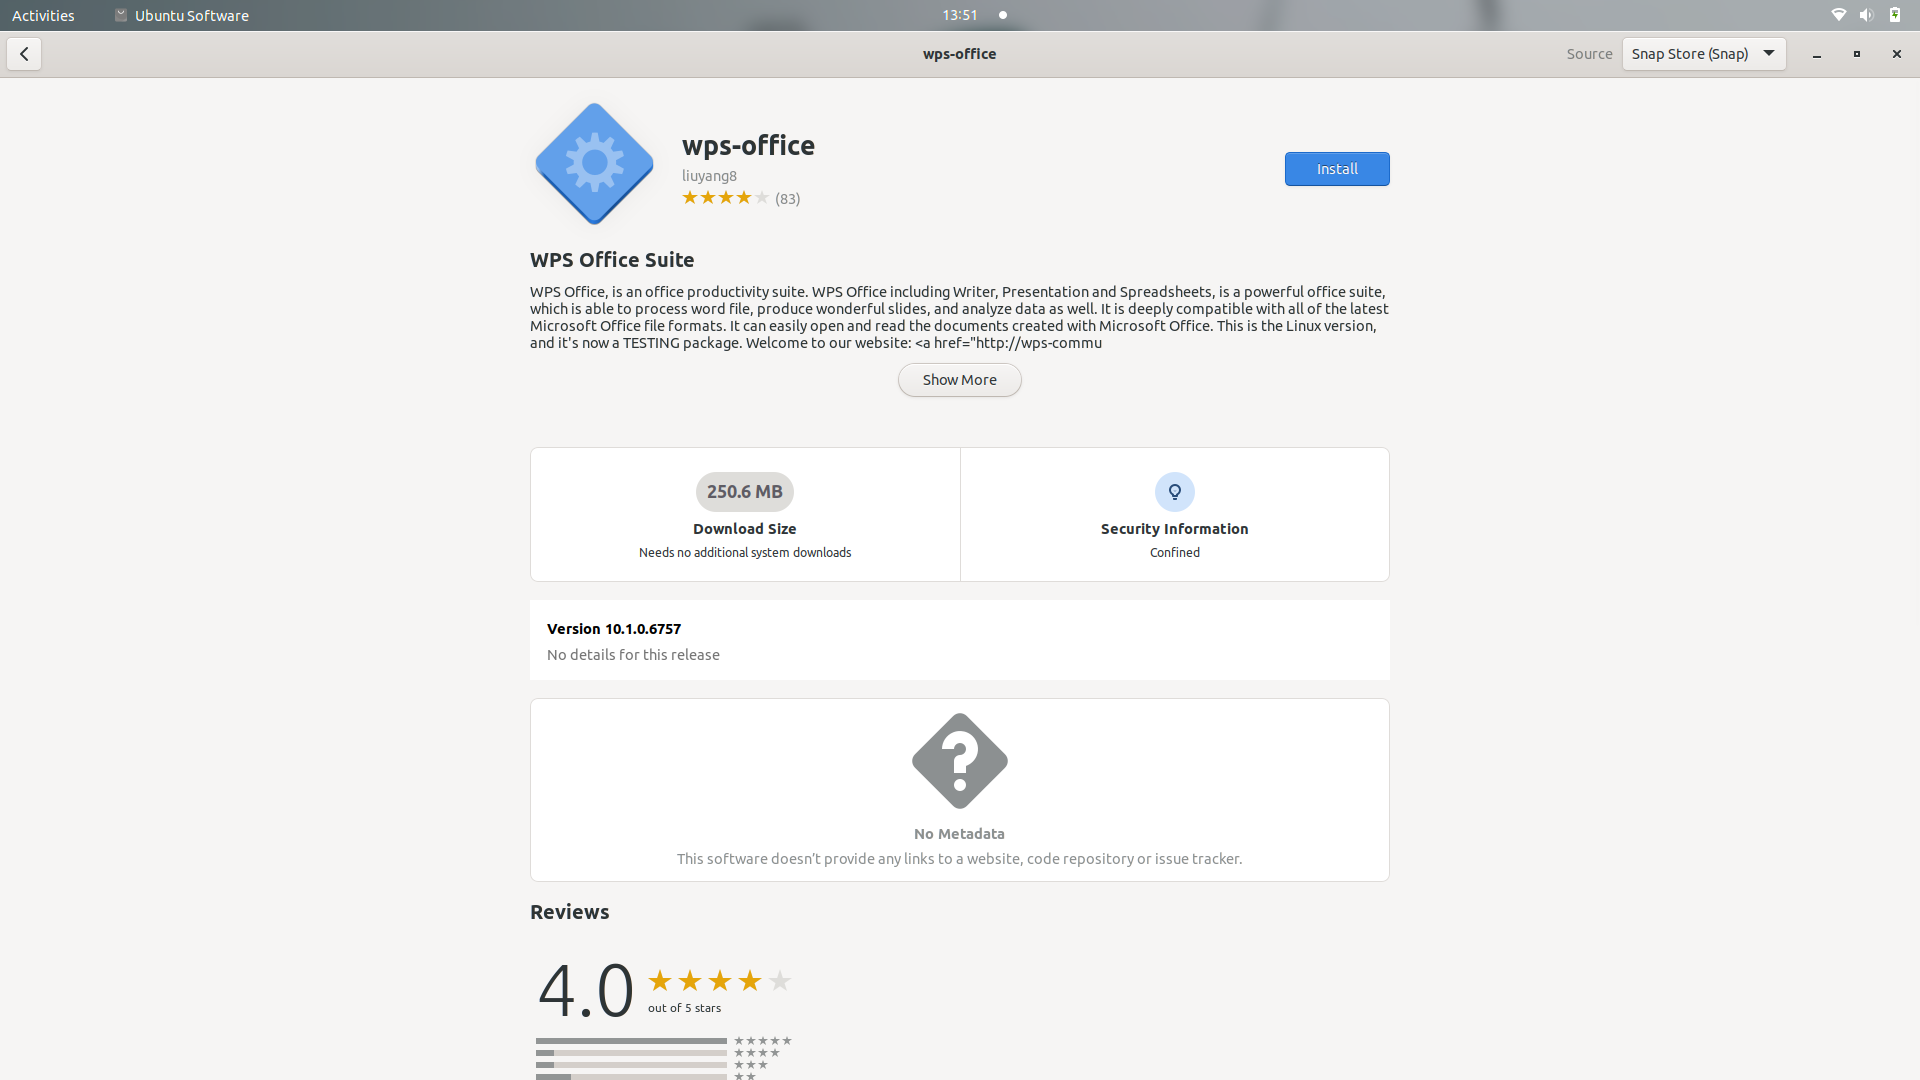 Activities
Ubuntu Software
13:51
wps-office
Source
Snap Store (Snap)
wps-office
liuyang8
(83)
Install
WPS Office Suite
WPS Office, is an office productivity suite. WPS Office including Writer, Presentation and Spreadsheets, is a powerful office suite,
which is able to process word file, produce wonderful slides, and analyze data as well. It is deeply compatible with all of the latest
Microsoft Office file formats. It can easily open and read the documents created with Microsoft Office. This is the Linux version,
and it's now a TESTING package. Welcome to our website: <a href="http://wps-commu
Show More
250.6 MB
Download Size
Needs no additional system downloads
Security Information
Confined
Version 10.1.0.6757
No details for this release
No Metadata
This software doesn’t provide any links to a website, code repository or issue tracker.
Reviews
4.0
out of 5 stars